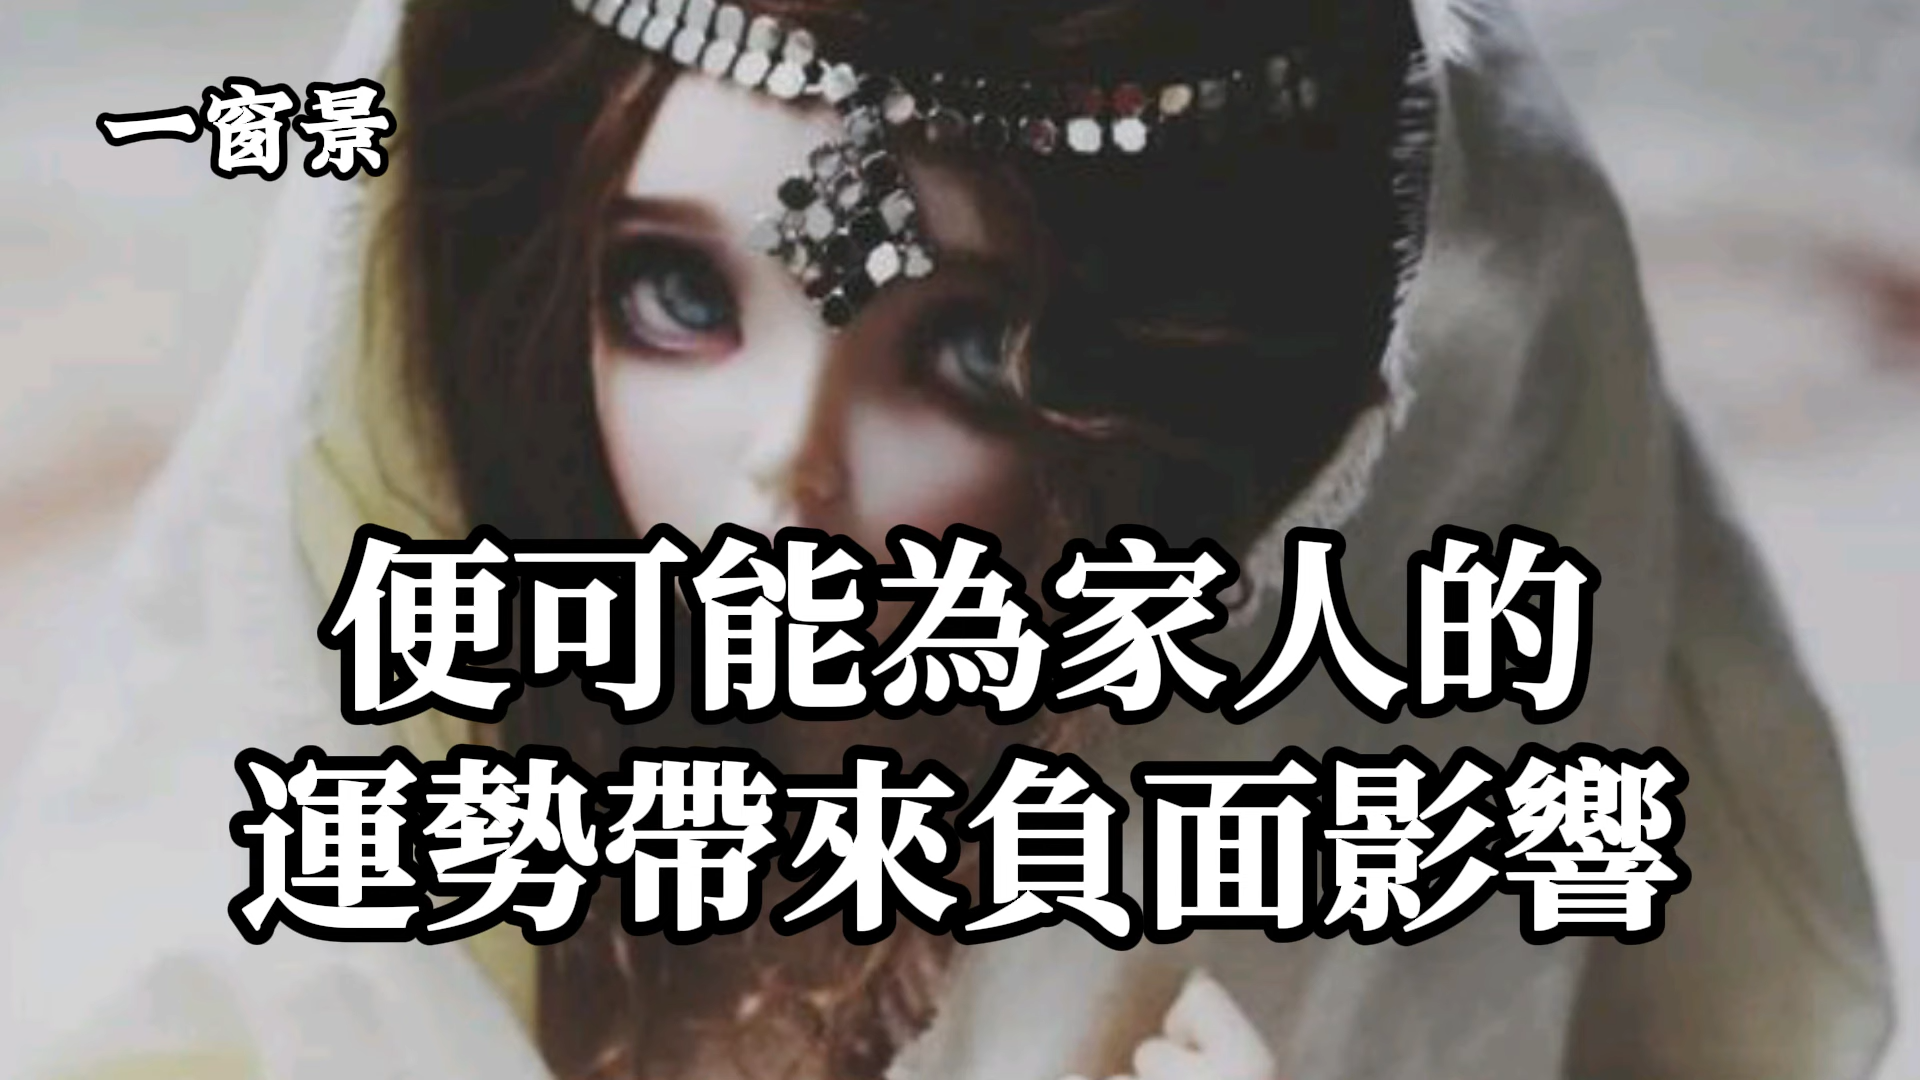 一窗景
便可能為家人的
運勢帶來負面影響